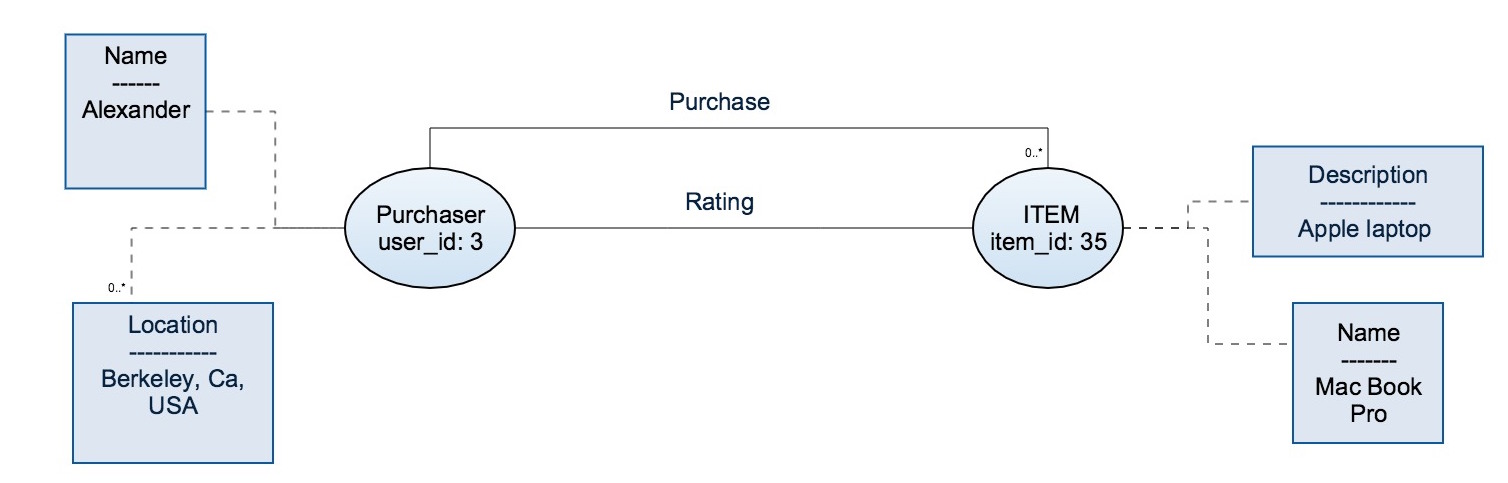 Name
------
Alexander
Purchase
0..*
Purchaser
user_id: 3
Rating
ITEM
item_id: 35
Description
------------
Apple laptop
0..*
Location
-----------
Berkeley, Ca,
USA
Name
-------
Mac Book
Pro